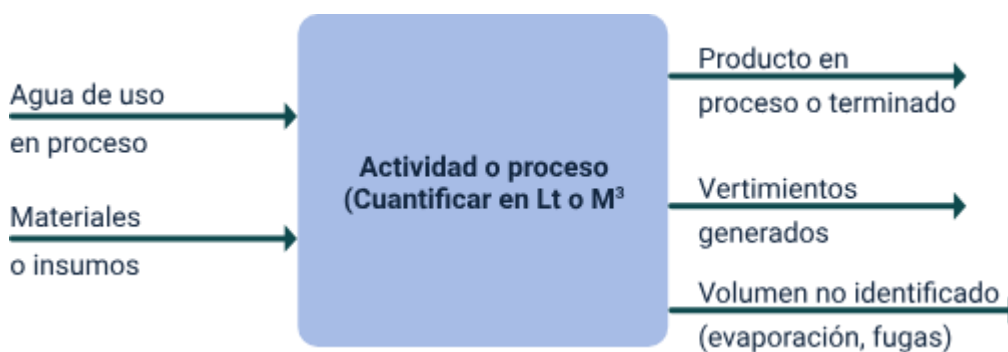 Agua de uso
en proceso
Materiales
o insumos
Actividad o proceso
(Cuantificar en Lt o M³
Producto en
proceso o terminado
Vertimientos
generados
Volumen no identificado
(evaporación, fugas)